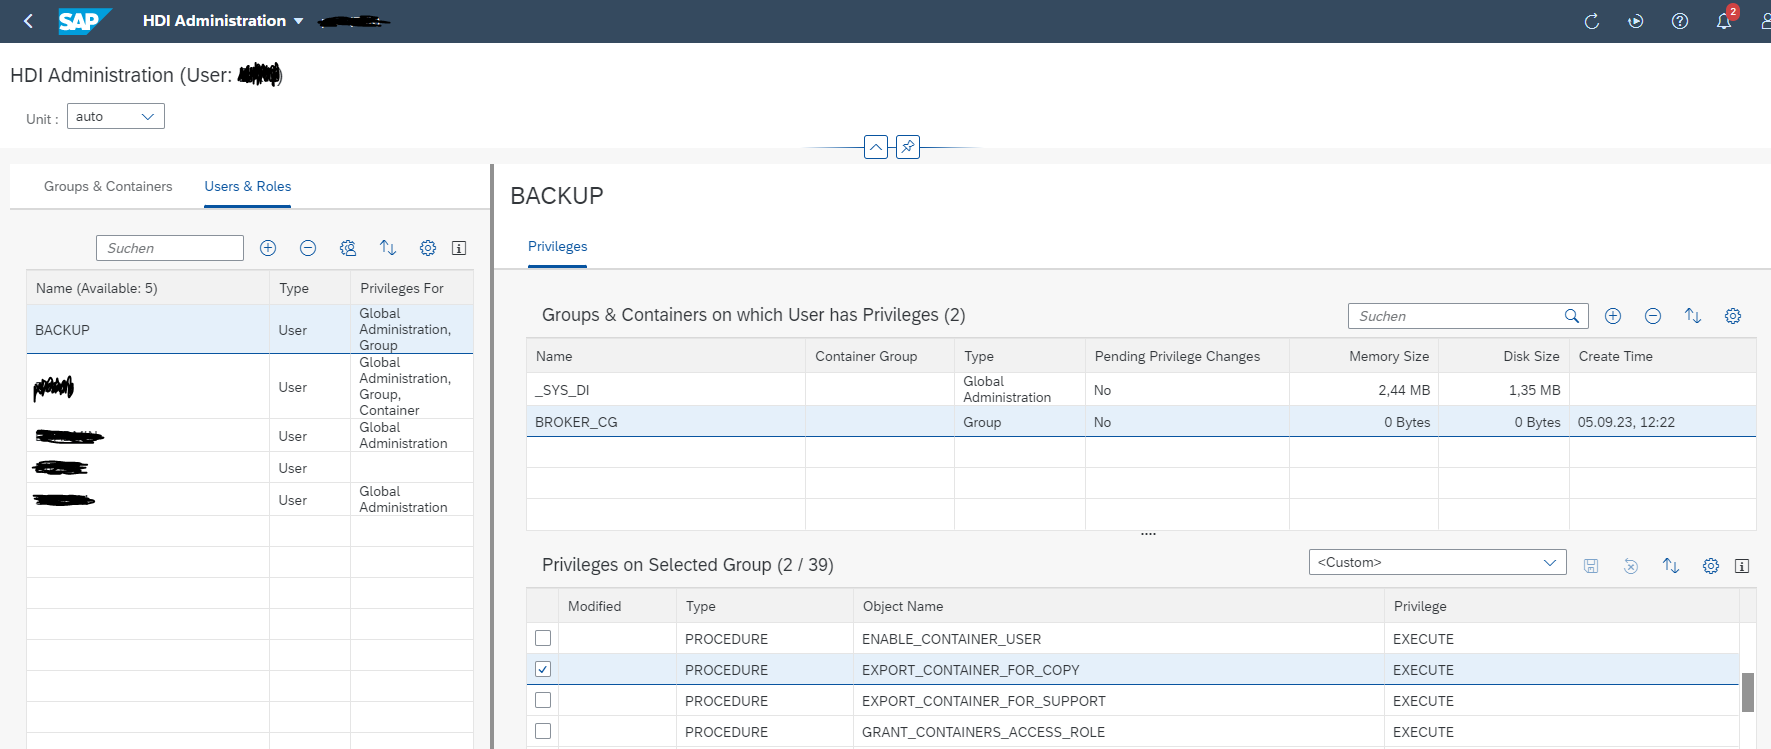 SAP HDI Administration
2
HDI Administration (User: )
Unit : auto
Groups & Containers Users & Roles
Suchen
Name (Available: 5) Type Privileges For
BACKUP User Global Administration, Group
User Global Administration, Group, Container
User Global Administration
User
User Global Administration
BACKUP
Privileges
Groups & Containers on which User has Privileges (2) Suchen
Name Container Group Type Pending Privilege Changes Memory Size Disk Size Create Time
_SYS_DI Global Administration No 2,44 MB 1,35 MB
BROKER_CG Group No 0 Bytes 0 Bytes 05.09.23, 12:22
Privileges on Selected Group (2 / 39) <Custom>
Modified Type Object Name Privilege
PROCEDURE ENABLE_CONTAINER_USER EXECUTE
PROCEDURE EXPORT_CONTAINER_FOR_COPY EXECUTE
PROCEDURE EXPORT_CONTAINER_FOR_SUPPORT EXECUTE
PROCEDURE GRANT_CONTAINERS_ACCESS_ROLE EXECUTE